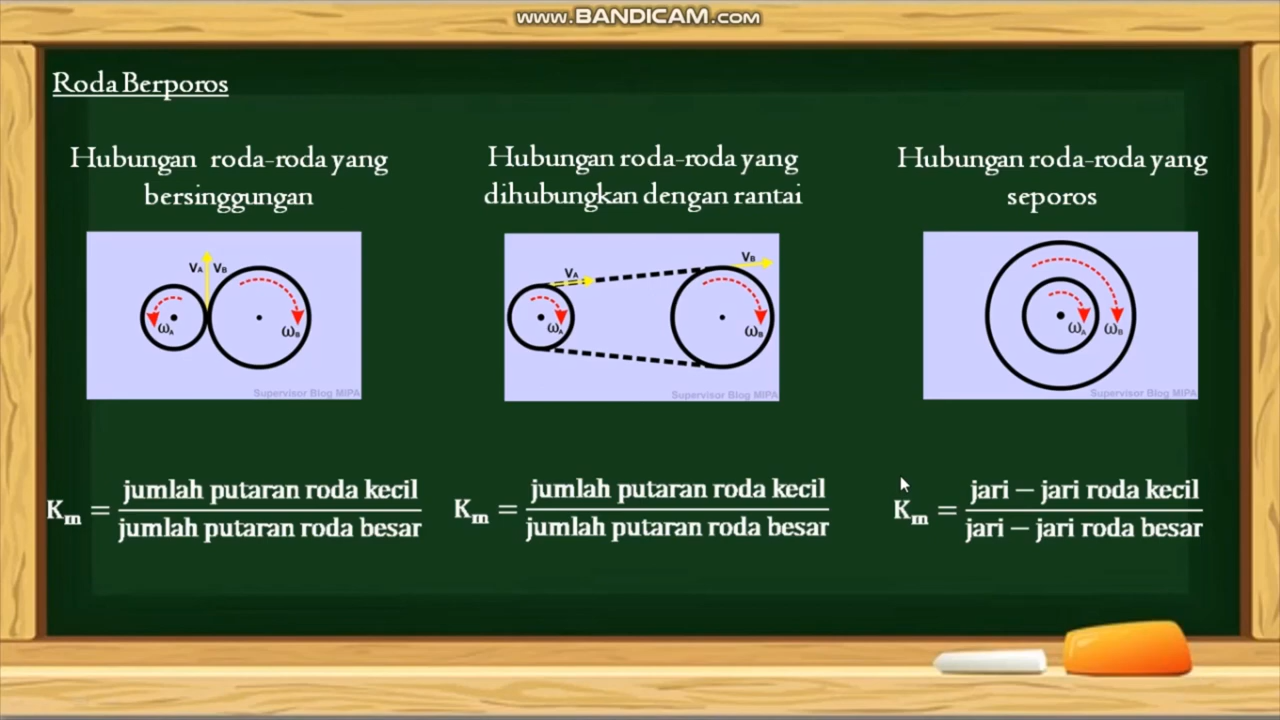 www.BANDICAM.com
Roda Berporos
Hubungan roda-roda yang
bersinggungan
VA VB
ωA
ωB
Supervisor Blog MIPA
Km = jumlah putaran roda kecil
jumlah putaran roda besar
Hubungan roda-roda yang
dihubungkan dengan rantai
VA
VB
ωA
ωB
Supervisor Blog MIPA
Km = jumlah putaran roda kecil
jumlah putaran roda besar
Hubungan roda-roda yang
seporos
ωA ωB
Supervisor Blog MIPA
Km = jari – jari roda kecil
jari – jari roda besar